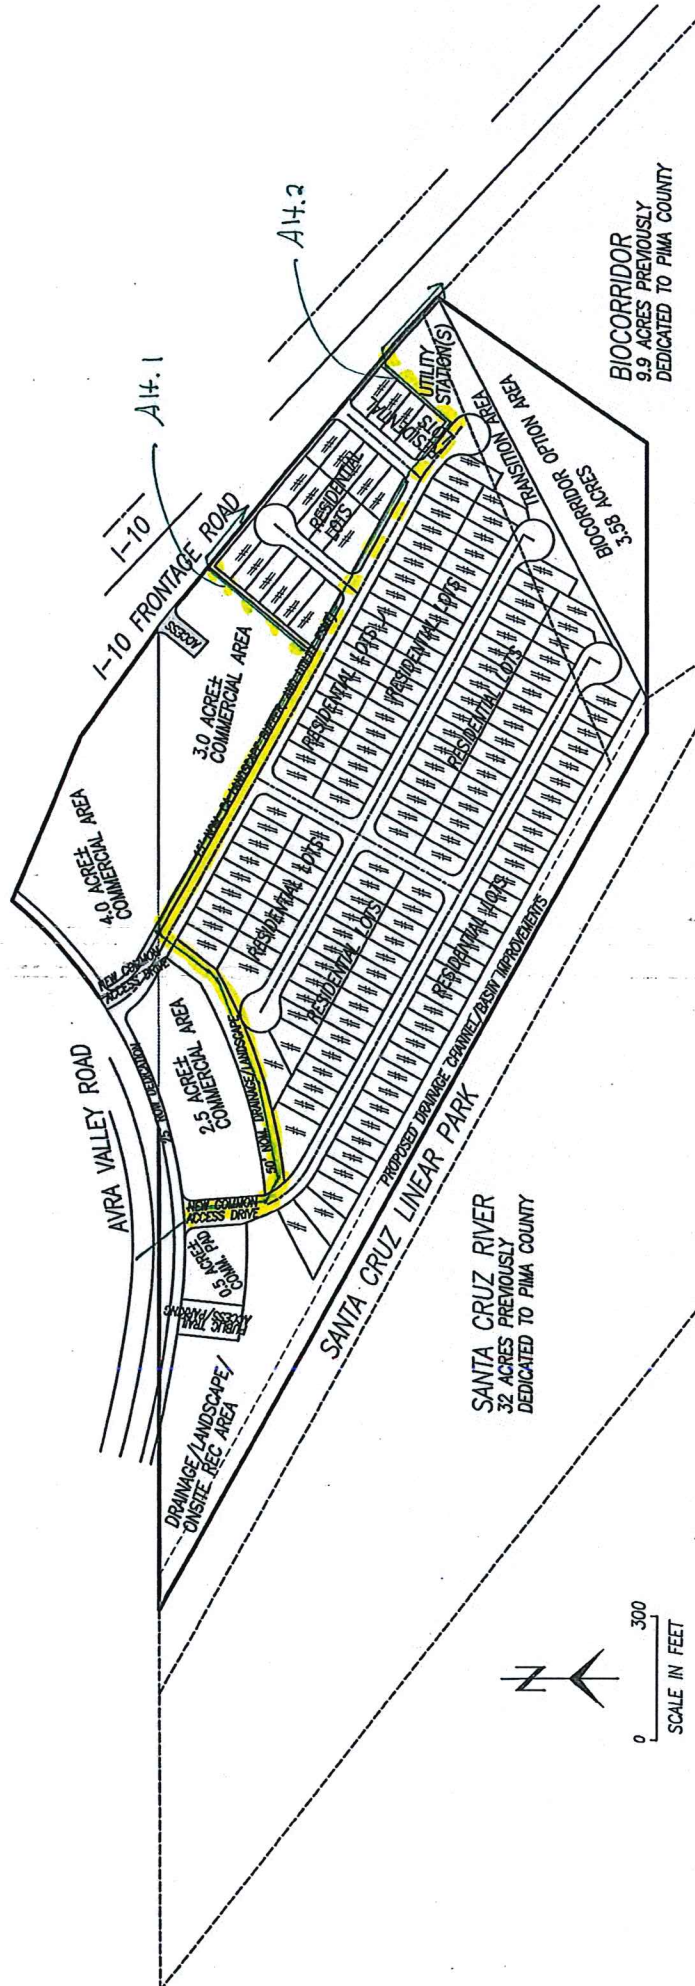 Alt. 1
Alt. 2
I-10
I-10 FRONTAGE ROAD
ACCESS
4.0 ACRE±
COMMERCIAL AREA
3.0 ACRE±
COMMERCIAL AREA
NEW COMMON
ACCESS DRIVE
AVRA VALLEY ROAD
2.5 ACRE±
COMMERCIAL AREA
50' NOM. DRAINAGE/LANDSCAPE
NEW COMMON
ACCESS DRIVE
0.5 ACRE±
COMM. PAD
PUBLIC TRAIL
ACCESS/PARKING
DRAINAGE/LANDSCAPE/
ONSITE REC AREA
RESIDENTIAL
LOTS
RESIDENTIAL
LOTS
UTILITY
STATION(S)
RESIDENTIAL LOTS
RESIDENTIAL LOTS
RESIDENTIAL LOTS
RESIDENTIAL LOTS
RESIDENTIAL LOTS
RESIDENTIAL LOTS
TRANSITION AREA
BIOCORRIDOR OPTION AREA
3.58 ACRES
BIOCORRIDOR
9.9 ACRES PREVIOUSLY
DEDICATED TO PIMA COUNTY
PROPOSED DRAINAGE CHANNEL/BASIN IMPROVEMENTS
SANTA CRUZ LINEAR PARK
SANTA CRUZ RIVER
32 ACRES PREVIOUSLY
DEDICATED TO PIMA COUNTY
N
0 300
SCALE IN FEET